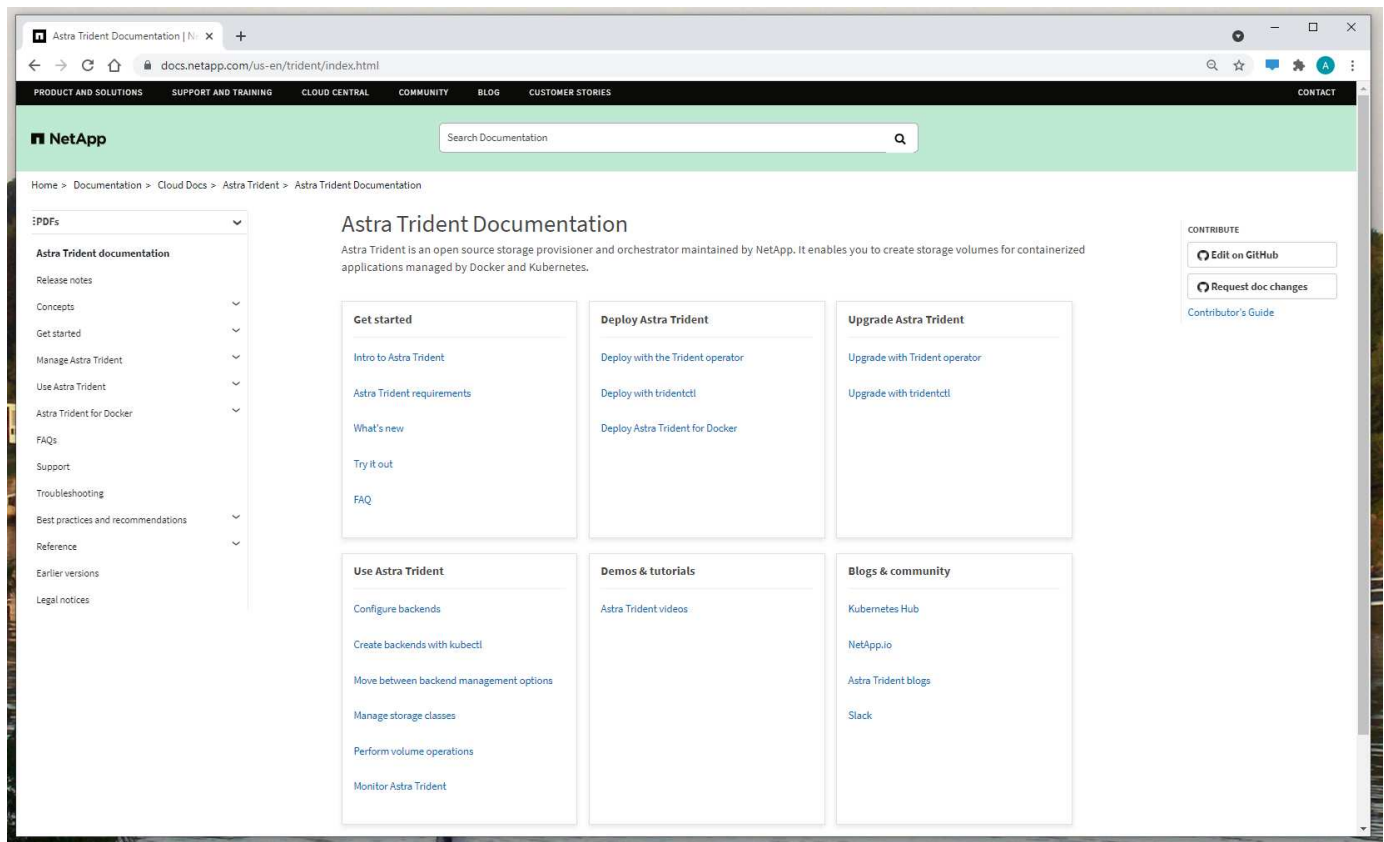 Astra Trident Documentation | Ne
docs.netapp.com/us-en/trident/index.html
A
PRODUCT AND SOLUTIONS SUPPORT AND TRAINING CLOUD CENTRAL COMMUNITY BLOG CUSTOMER STORIES CONTACT
NetApp
Search Documentation
Home > Documentation > Cloud Docs > Astra Trident > Astra Trident Documentation
PDFs
Astra Trident documentation
Release notes
Concepts
Get started
Manage Astra Trident
Use Astra Trident
Astra Trident for Docker
FAQs
Support
Troubleshooting
Best practices and recommendations
Reference
Earlier versions
Legal notices
Astra Trident Documentation
Astra Trident is an open source storage provisioner and orchestrator maintained by NetApp. It enables you to create storage volumes for containerized
applications managed by Docker and Kubernetes.
Get started
Intro to Astra Trident
Astra Trident requirements
What's new
Try it out
FAQ
Deploy Astra Trident
Deploy with the Trident operator
Deploy with tridentctl
Deploy Astra Trident for Docker
Upgrade Astra Trident
Upgrade with Trident operator
Upgrade with tridentctl
Use Astra Trident
Configure backends
Create backends with kubectl
Move between backend management options
Manage storage classes
Perform volume operations
Monitor Astra Trident
Demos & tutorials
Astra Trident videos
Blogs & community
Kubernetes Hub
NetApp.io
Astra Trident blogs
Slack
CONTRIBUTE
Edit on GitHub
Request doc changes
Contributor's Guide